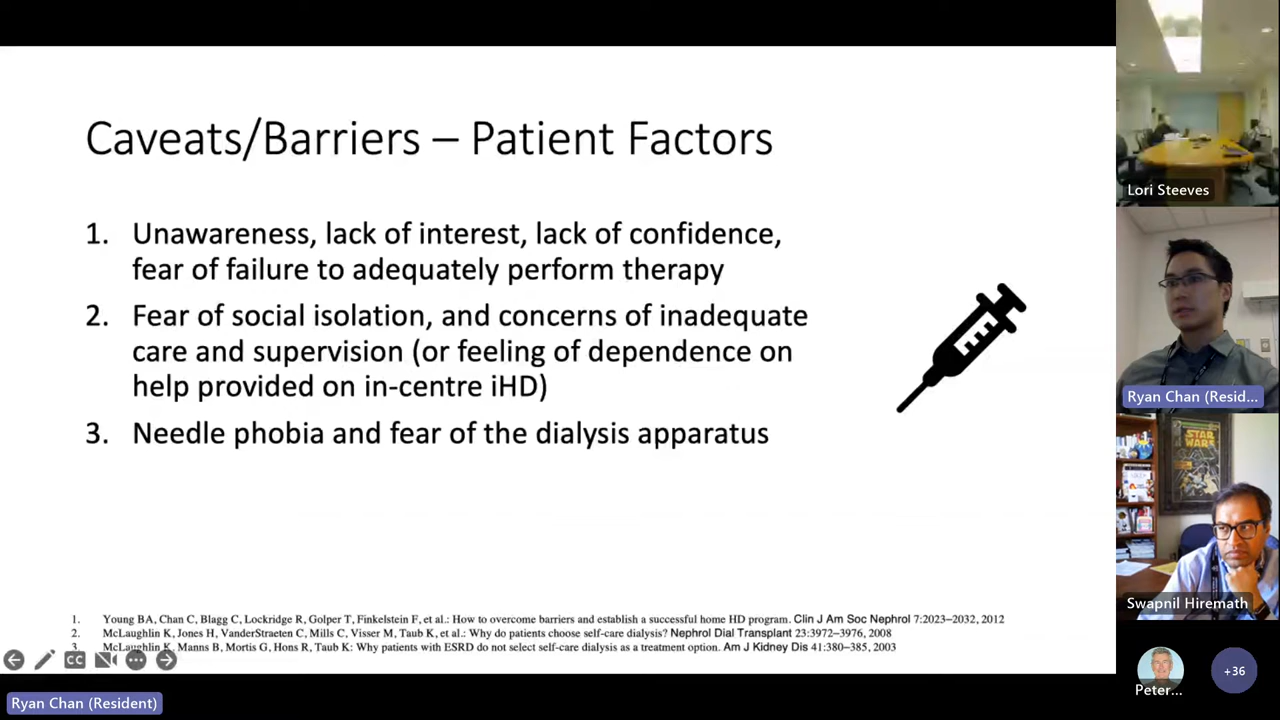 Caveats/Barriers – Patient Factors
1. Unawareness, lack of interest, lack of confidence,
fear of failure to adequately perform therapy
2. Fear of social isolation, and concerns of inadequate
care and supervision (or feeling of dependence on
help provided on in-centre iHD)
3. Needle phobia and fear of the dialysis apparatus
1. Young BA, Chan C, Blagg C, Lockridge R, Golper T, Finkelstein F, et al.: How to overcome barriers and establish a successful home HD program. Clin J Am Soc Nephrol 7:2023–2032, 2012
2. McLaughlin K, Jones H, VanderStraeten C, Mills C, Visser M, Taub K, et al.: Why do patients choose self-care dialysis? Nephrol Dial Transplant 23:3972–3976, 2008
3. McLaughlin K, Manns B, Mortis G, Hons R, Taub K: Why patients with ESRD do not select self-care dialysis as a treatment option. Am J Kidney Dis 41:380–385, 2003
CC
Ryan Chan (Resident)
Lori Steeves
Ryan Chan (Resid...
STAR
WARS
Swapnil Hiremath
Peter...
+36